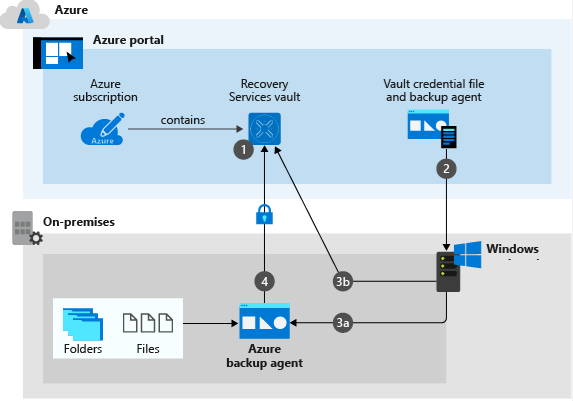 Azure
Azure portal
Azure
subscription
Recovery
Services vault
Vault credential file
and backup agent
contains
Azure
1
2
On-premises
Windows
4
3b
3a
Folders
Files
Azure
backup agent